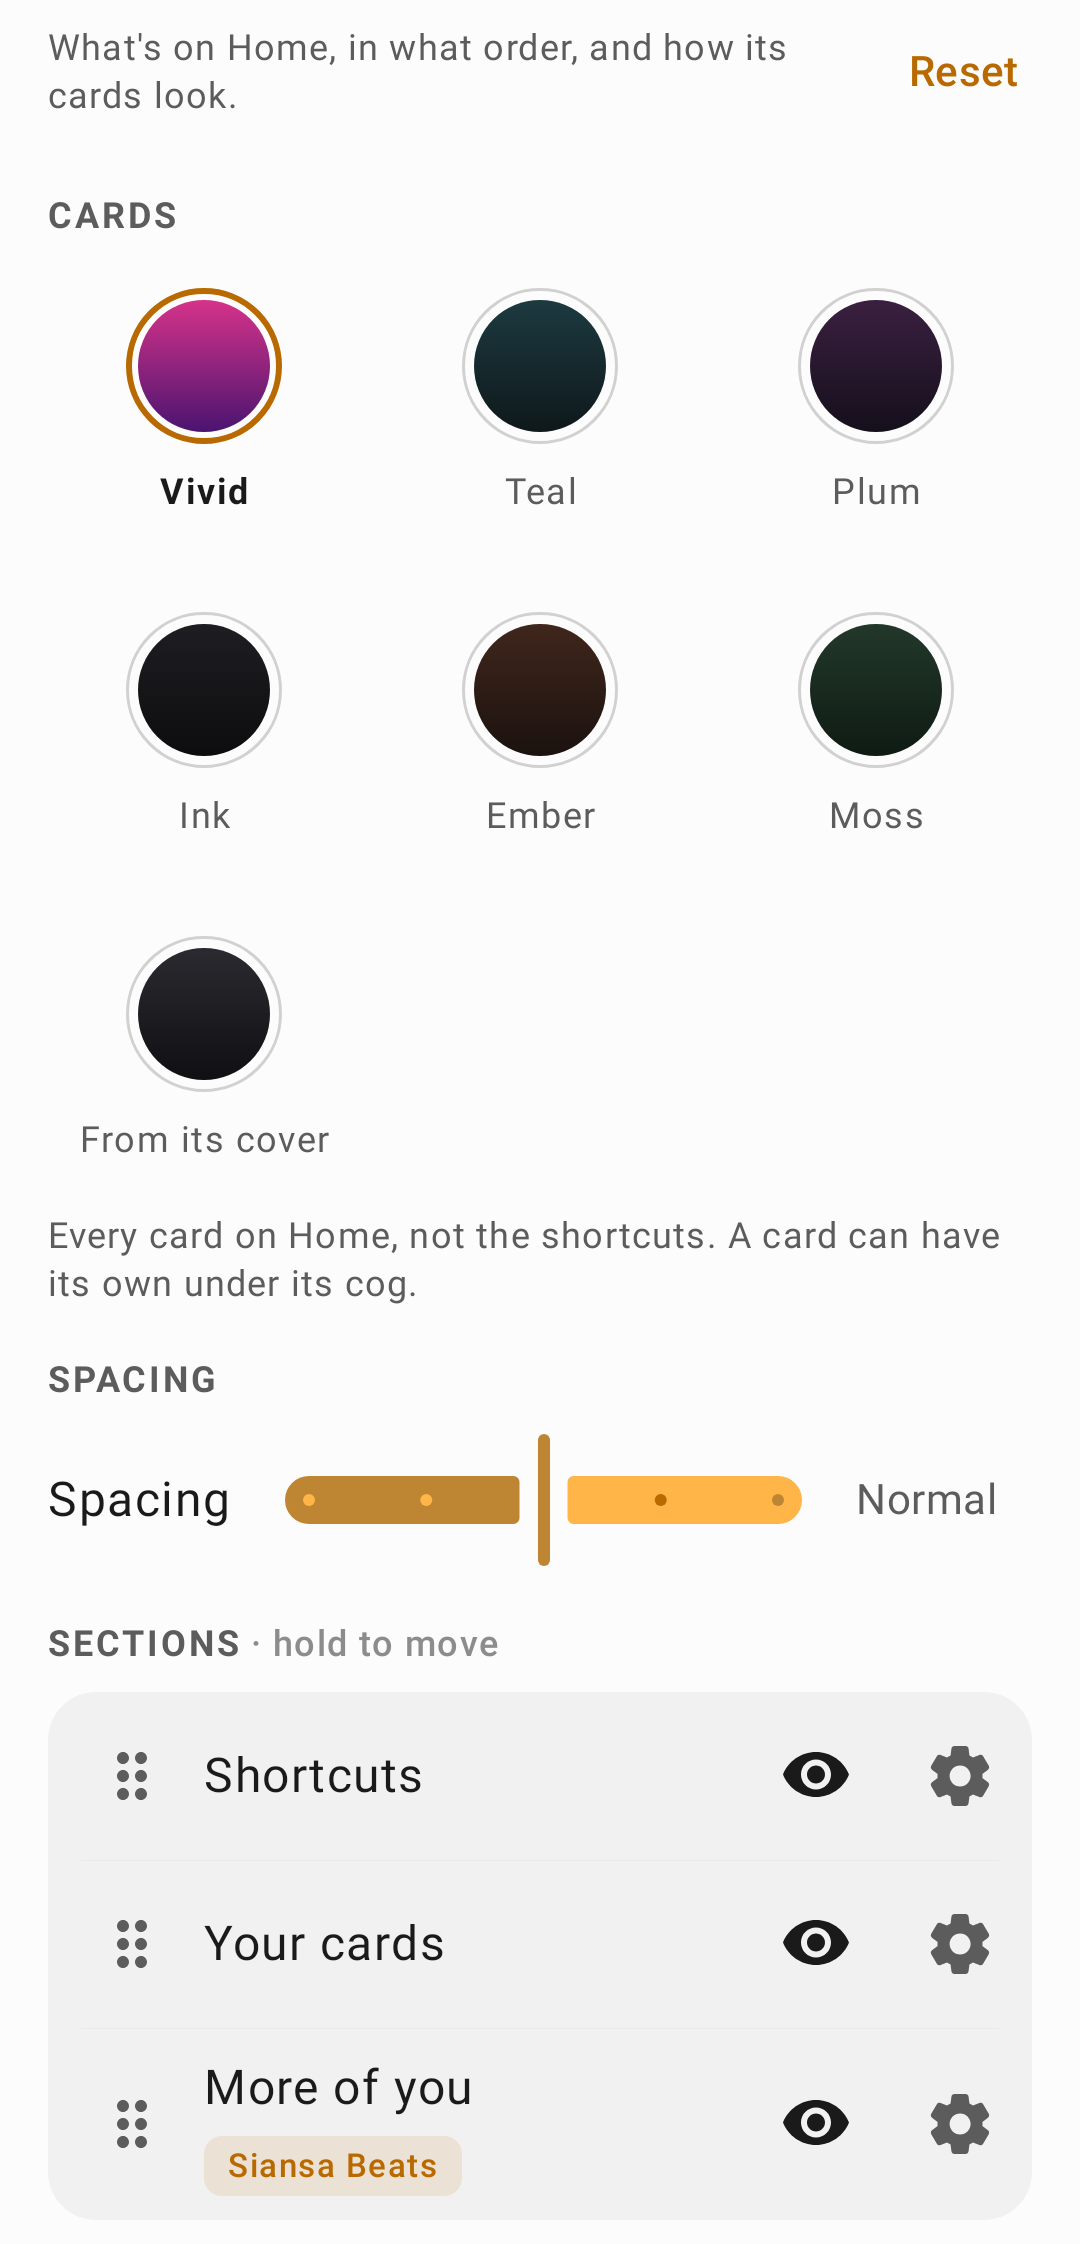 What's on Home, in what order, and how its
cards look.
Reset
CARDS
Vivid
Teal
Plum
Ink
Ember
Moss
From its cover
Every card on Home, not the shortcuts. A card can have
its own under its cog.
SPACING
Spacing
Normal
SECTIONS · hold to move
Shortcuts
Your cards
More of you
Siansa Beats